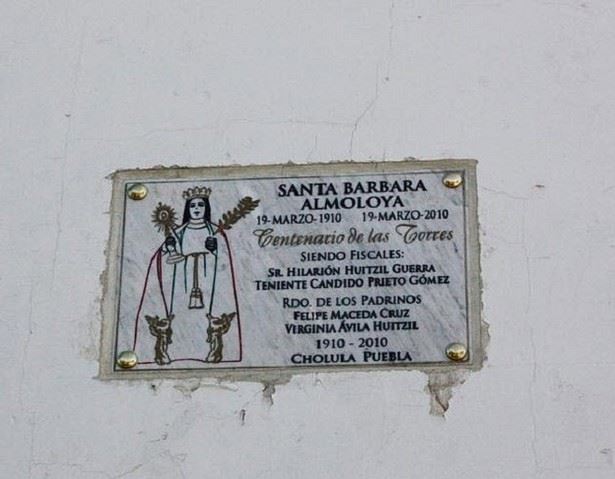 SANTA BARBARA
ALMOLOYA
19-MARZO-1910 19-MARZO-2010
Centenario de las Torres
SIENDO FISCALES:
SR. HILARIÓN HUITZIL GUERRA
TENIENTE CANDIDO PRIETO GÓMEZ
RDO. DE LOS PADRINOS
FELIPE MACEDA CRUZ
VIRGINIA ÁVILA HUITZIL
1910 - 2010
CHOLULA PUEBLA